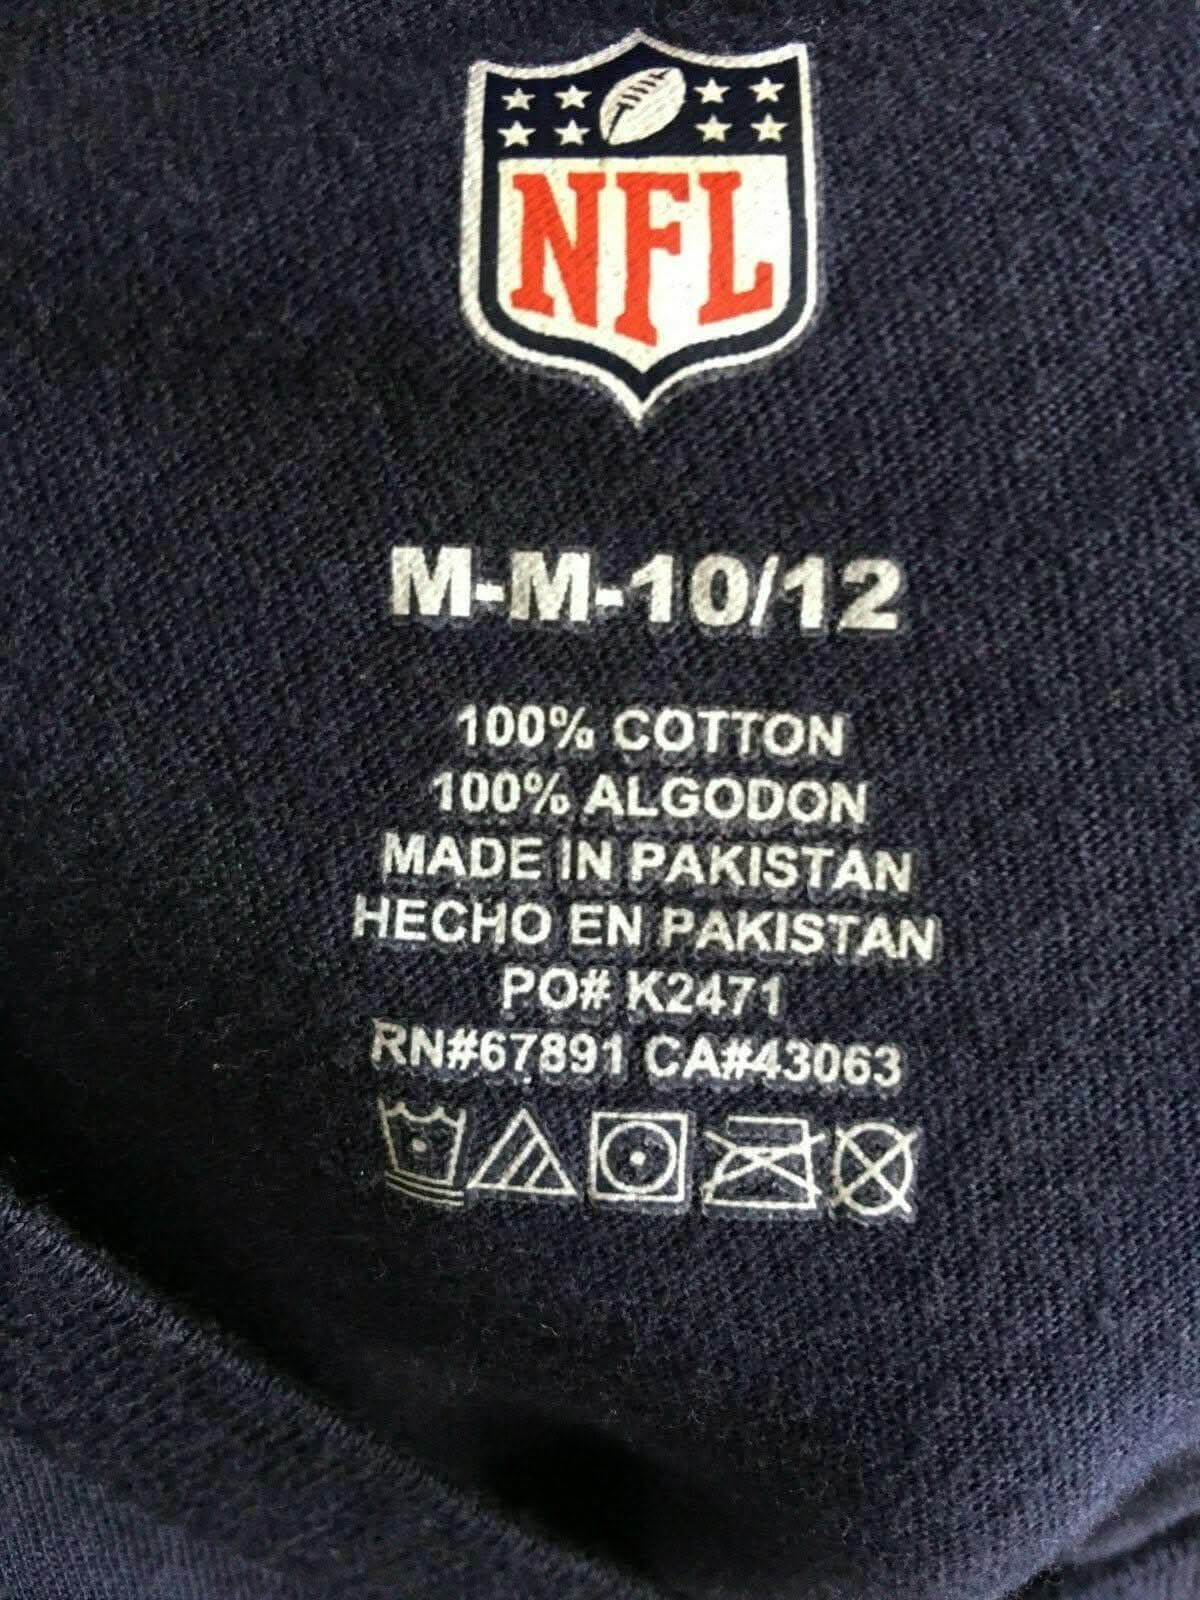 NFL
M-M-10/12
100% COTTON
100% ALGODON
MADE IN PAKISTAN
HECHO EN PAKISTAN
PO# K2471
RN#67891 CA#43063